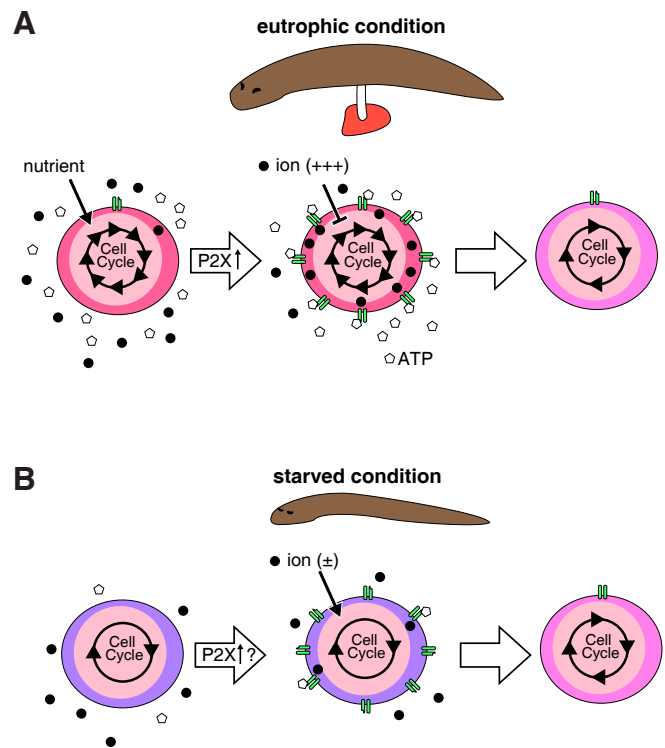 A
eutrophic condition
nutrient
ion (+++)
Cell
Cycle
P2X↑
Cell
Cycle
Cell
Cycle
ATP
B
starved condition
ion (±)
Cell
Cycle
P2X↑?
Cell
Cycle
Cell
Cycle